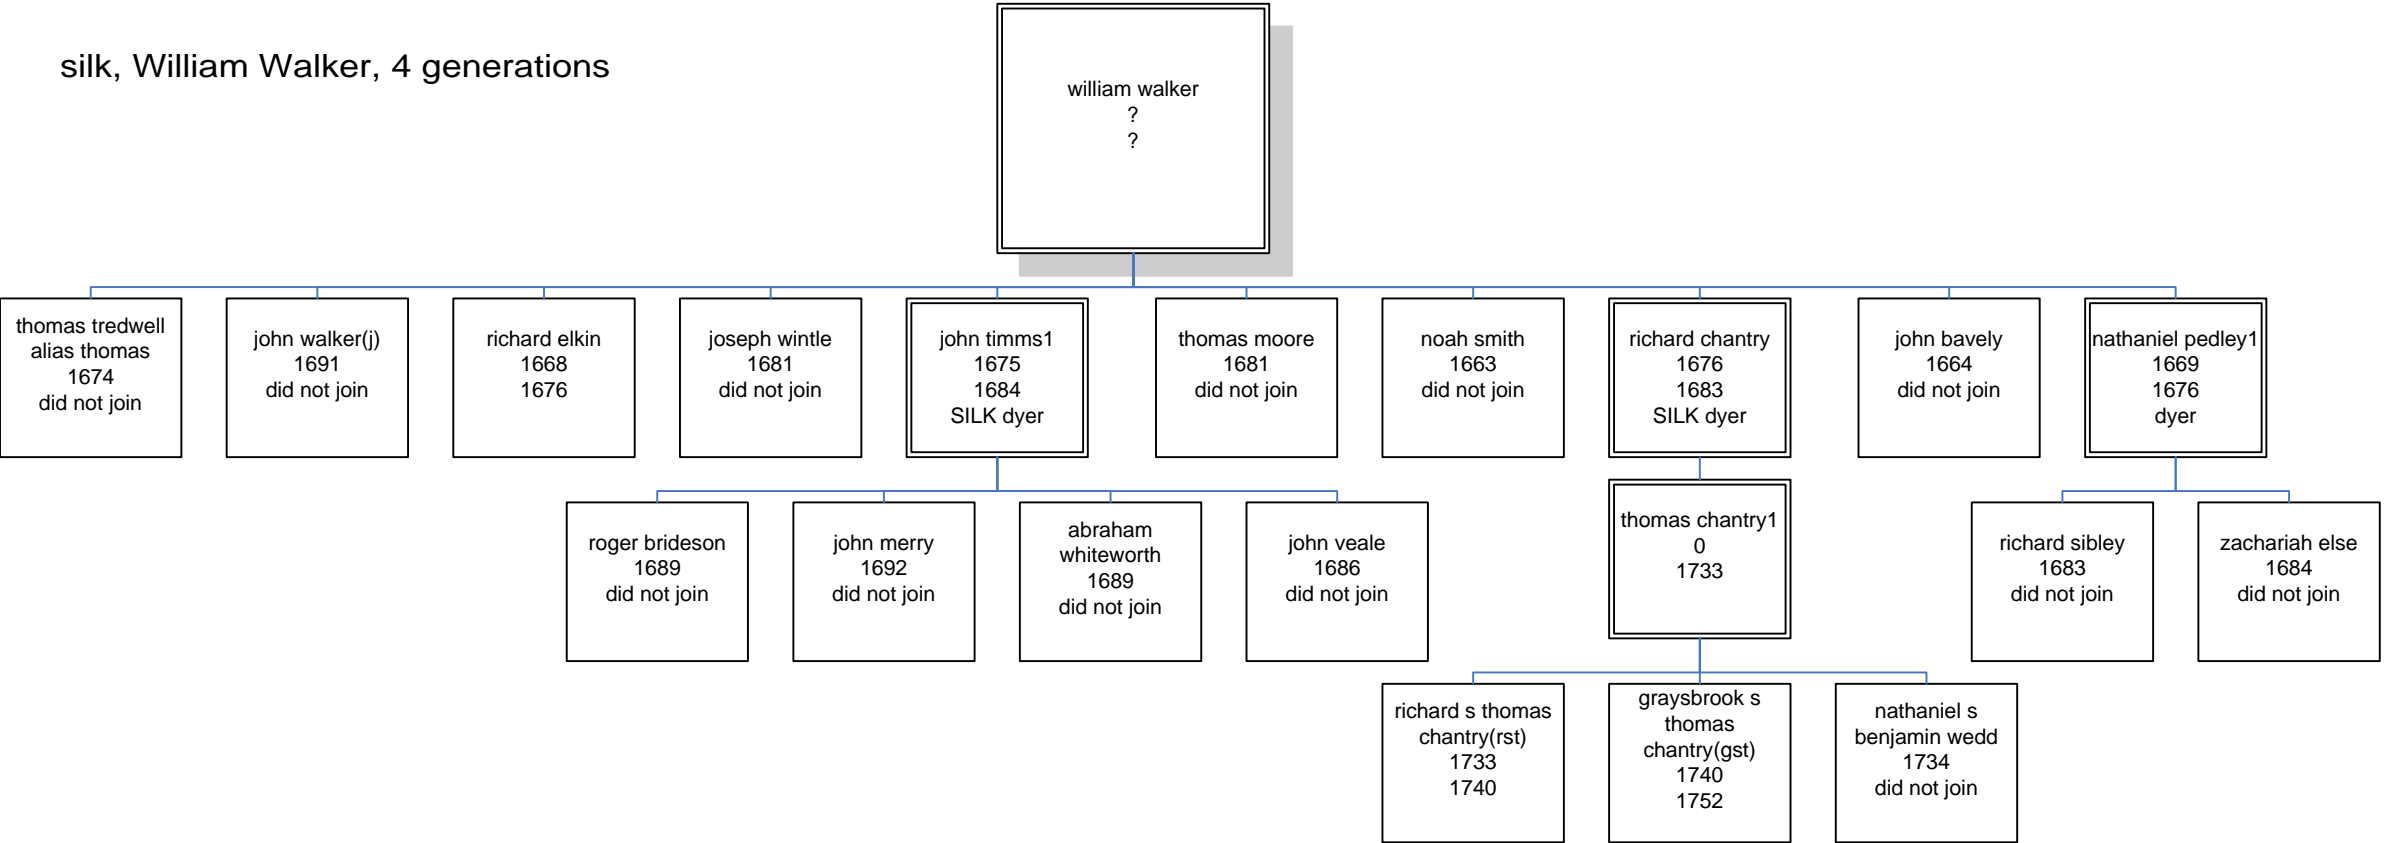 silk, William Walker, 4 generations
william walker
?
?
thomas tredwell
alias thomas
1674
did not join
john walker(j)
1691
did not join
richard elkin
1668
1676
joseph wintle
1681
did not join
john timms1
1675
1684
SILK dyer
thomas moore
1681
did not join
noah smith
1663
did not join
richard chantry
1676
1683
SILK dyer
john bavely
1664
did not join
nathaniel pedley1
1669
1676
dyer
roger brideson
1689
did not join
john merry
1692
did not join
abraham
whiteworth
1689
did not join
john veale
1686
did not join
thomas chantry1
0
1733
richard sibley
1683
did not join
zachariah else
1684
did not join
richard s thomas
chantry(rst)
1733
1740
graysbrook s
thomas
chantry(gst)
1740
1752
nathaniel s
benjamin wedd
1734
did not join